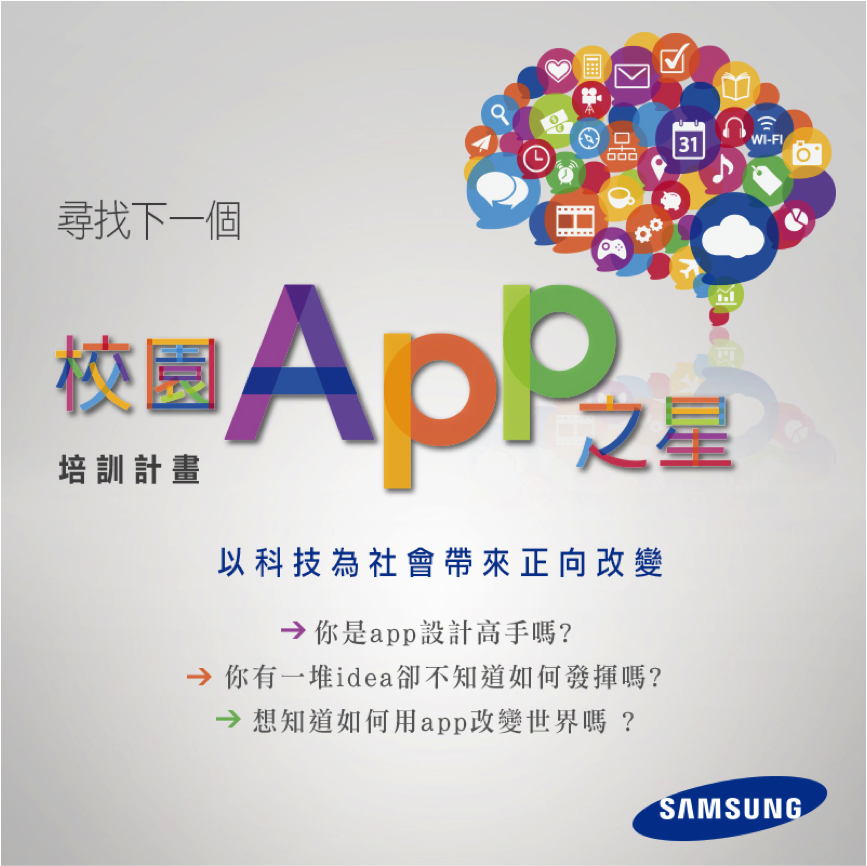 WI-FI
31
尋找下一個
校園App之星
培訓計畫
以科技為社會帶來正向改變
你是app設計高手嗎?
你有一堆idea卻不知道如何發揮嗎?
想知道如何用app改變世界嗎 ?
SAMSUNG